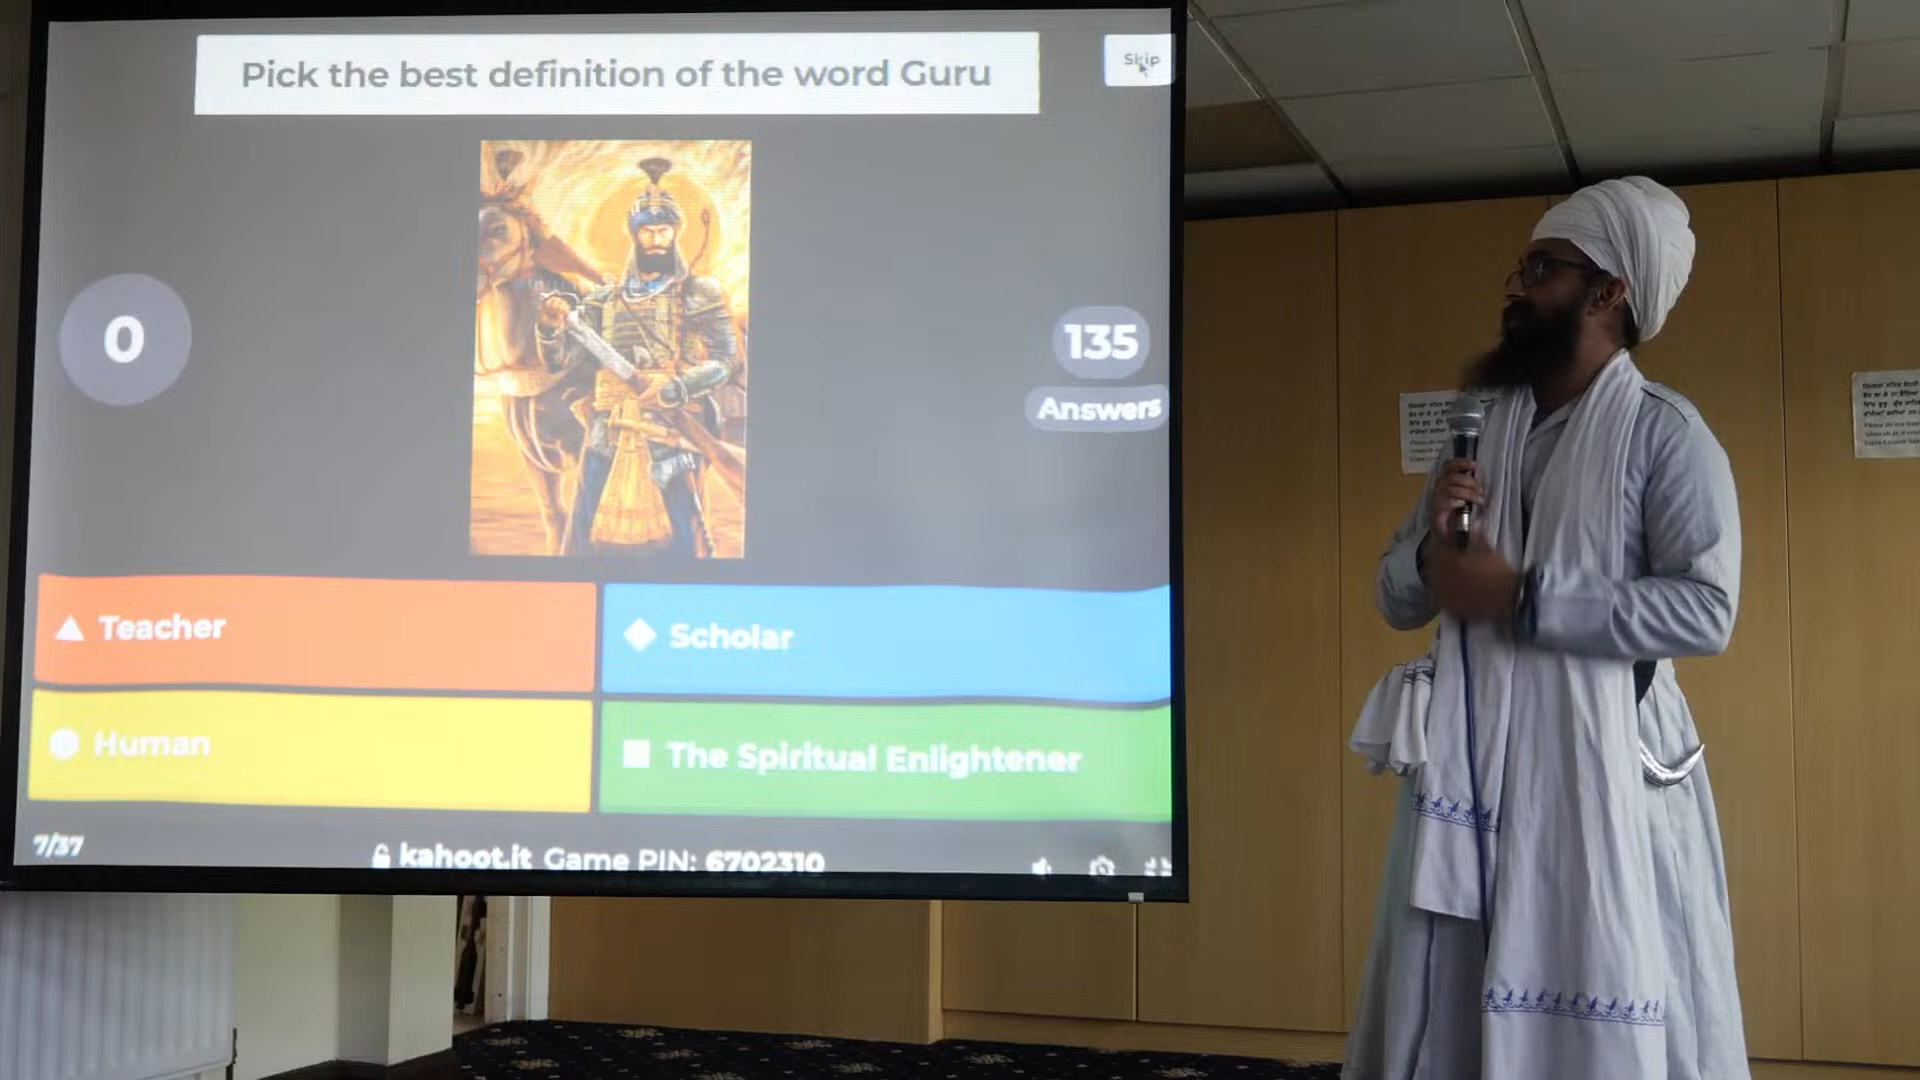 Pick the best definition of the word Guru
Skip
0
135
Answers
Teacher
Scholar
Human
The Spiritual Enlightener
7/37
kahoot.it Game PIN: 6702310